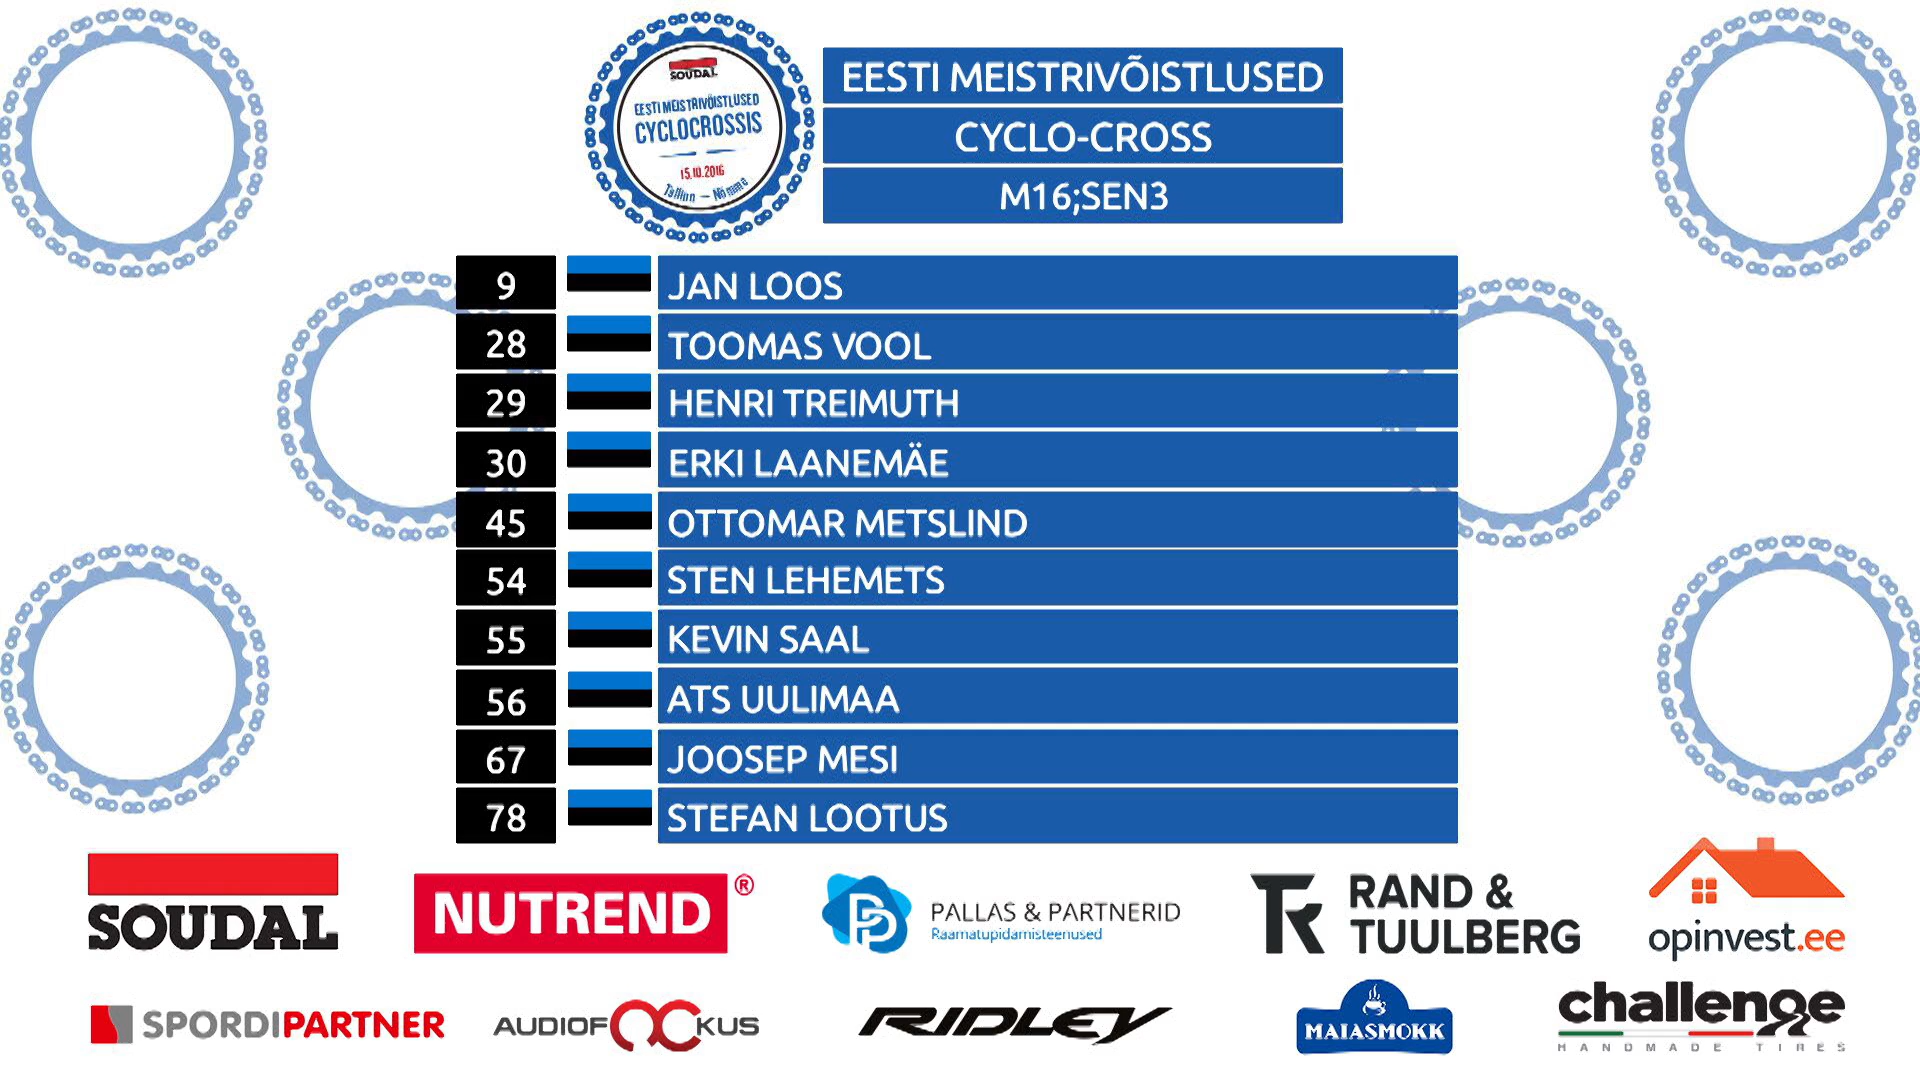 SOUDAL
EESTI MEISTRIVÕISTLUSED
CYCLOCROSSIS
15.10.2016
Tallinn – Nõmme
EESTI MEISTRIVÕISTLUSED
CYCLO-CROSS
M16;SEN3
9 JAN LOOS
28 TOOMAS VOOL
29 HENRI TREIMUTH
30 ERKI LAANEMÄE
45 OTTOMAR METSLIND
54 STEN LEHEMETS
55 KEVIN SAAL
56 ATS UULIMAA
67 JOOSEP MESI
78 STEFAN LOOTUS
SOUDAL
NUTREND®
PALLAS & PARTNERID
Raamatupidamisteenused
RAND &
TUULBERG
opinvest.ee
SPORDIPARTNER
AUDIOFOOKUS
RIDLEY
MAIASMOKK
challenge
HANDMADE TIRES